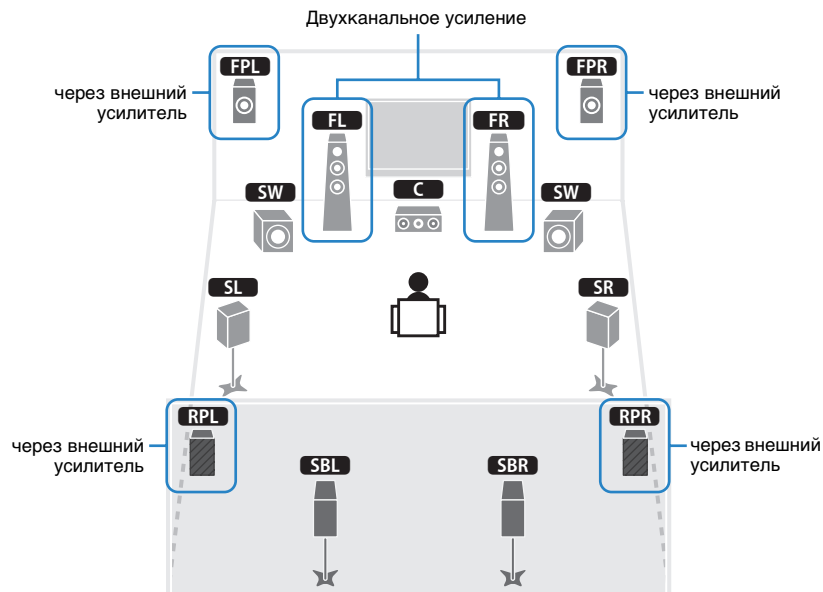 Двухканальное усиление
FPL
FPR
через внешний
усилитель
через внешний
усилитель
FL
FR
SW
C
SW
SL
SR
RPL
RPR
через внешний
усилитель
через внешний
усилитель
SBL
SBR